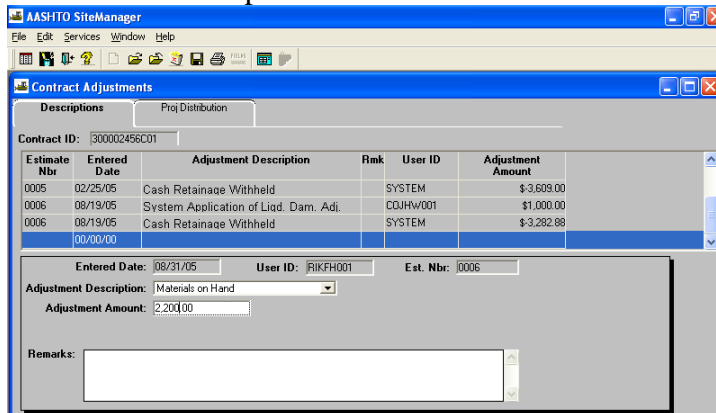 AASHTO SiteManager
File Edit Services Window Help
Contract Adjustments
Descriptions Proj Distribution
Contract ID: 300002456C01
Estimate Nbr Entered Date Adjustment Description Rmk User ID Adjustment Amount
0005 02/25/05 Cash Retainage Withheld SYSTEM $-3,609.00
0006 08/19/05 System Application of Liqd. Dam. Adj. COJHW001 $1,000.00
0006 08/19/05 Cash Retainage Withheld SYSTEM $-3,282.88
00/00/00
Entered Date: 08/31/05 User ID: RIKFH001 Est. Nbr: 0006
Adjustment Description: Materials on Hand
Adjustment Amount: 2,200.00
Remarks: